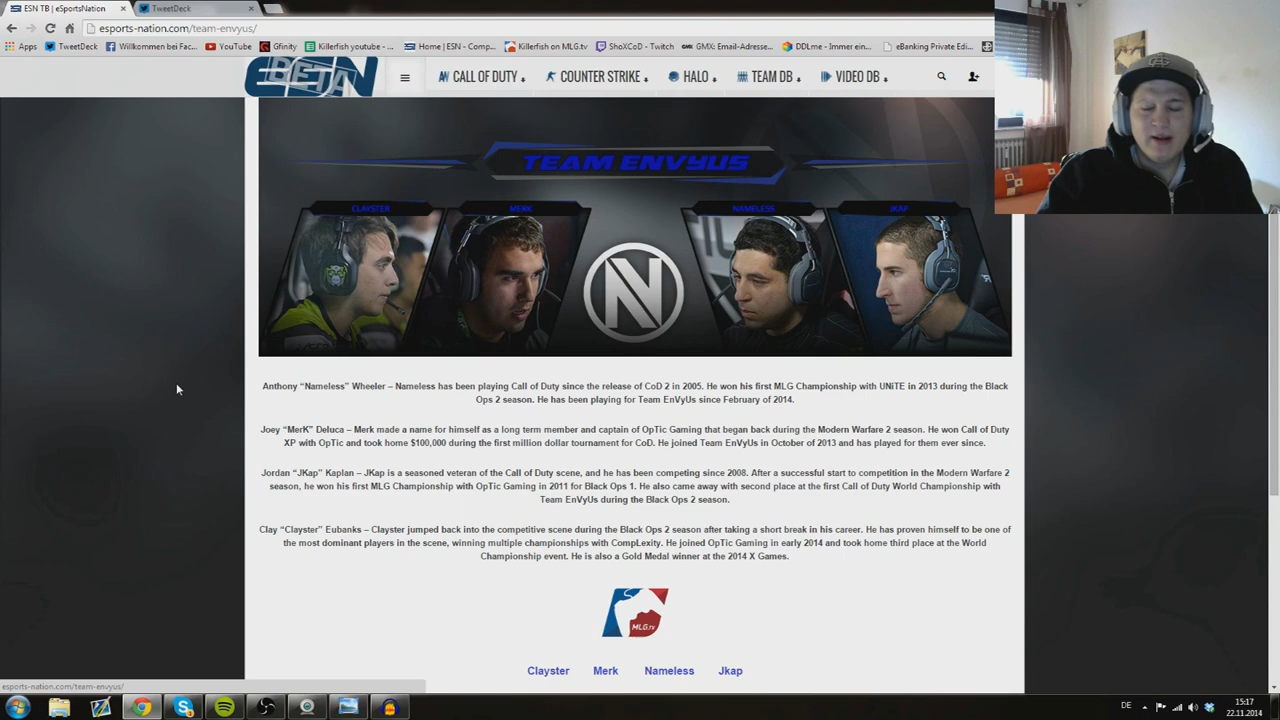 ESN TB | eSportsNation
TweetDeck
esports-nation.com/team-envyus/
Apps
TweetDeck
Willkommen bei Fac...
YouTube
Gfinity
Killerfish youtube - ...
Home | ESN - Comp...
Killerfish on MLG.tv
ShoXCoD - Twitch
GMX: Email-Adresse...
DDLme - Immer ein...
eBanking Private Edi...
BETA
CALL OF DUTY
COUNTER STRIKE
HALO
TEAM DB
VIDEO DB
TEAM ENVYUS
CLAYSTER
MERK
NAMELESS
JKAP
Anthony “Nameless” Wheeler – Nameless has been playing Call of Duty since the release of CoD 2 in 2005. He won his first MLG Championship with UNiTE in 2013 during the Black
Ops 2 season. He has been playing for Team EnVyUs since February of 2014.
Joey “MerK” Deluca – Merk made a name for himself as a long term member and captain of OpTic Gaming that began back during the Modern Warfare 2 season. He won Call of Duty
XP with OpTic and took home $100,000 during the first million dollar tournament for CoD. He joined Team EnVyUs in October of 2013 and has played for them ever since.
Jordan “JKap” Kaplan – JKap is a seasoned veteran of the Call of Duty scene, and he has been competing since 2008. After a successful start to competition in the Modern Warfare 2
season, he won his first MLG Championship with OpTic Gaming in 2011 for Black Ops 1. He also came away with second place at the first Call of Duty World Championship with
Team EnVyUs during the Black Ops 2 season.
Clay “Clayster” Eubanks – Clayster jumped back into the competitive scene during the Black Ops 2 season after taking a short break in his career. He has proven himself to be one of
the most dominant players in the scene, winning multiple championships with CompLexity. He joined OpTic Gaming in early 2014 and took home third place at the World
Championship event. He is also a Gold Medal winner at the 2014 X Games.
MLG.tv
Clayster
Merk
Nameless
Jkap
esports-nation.com/team-envyus/
DE
15:17
22.11.2014